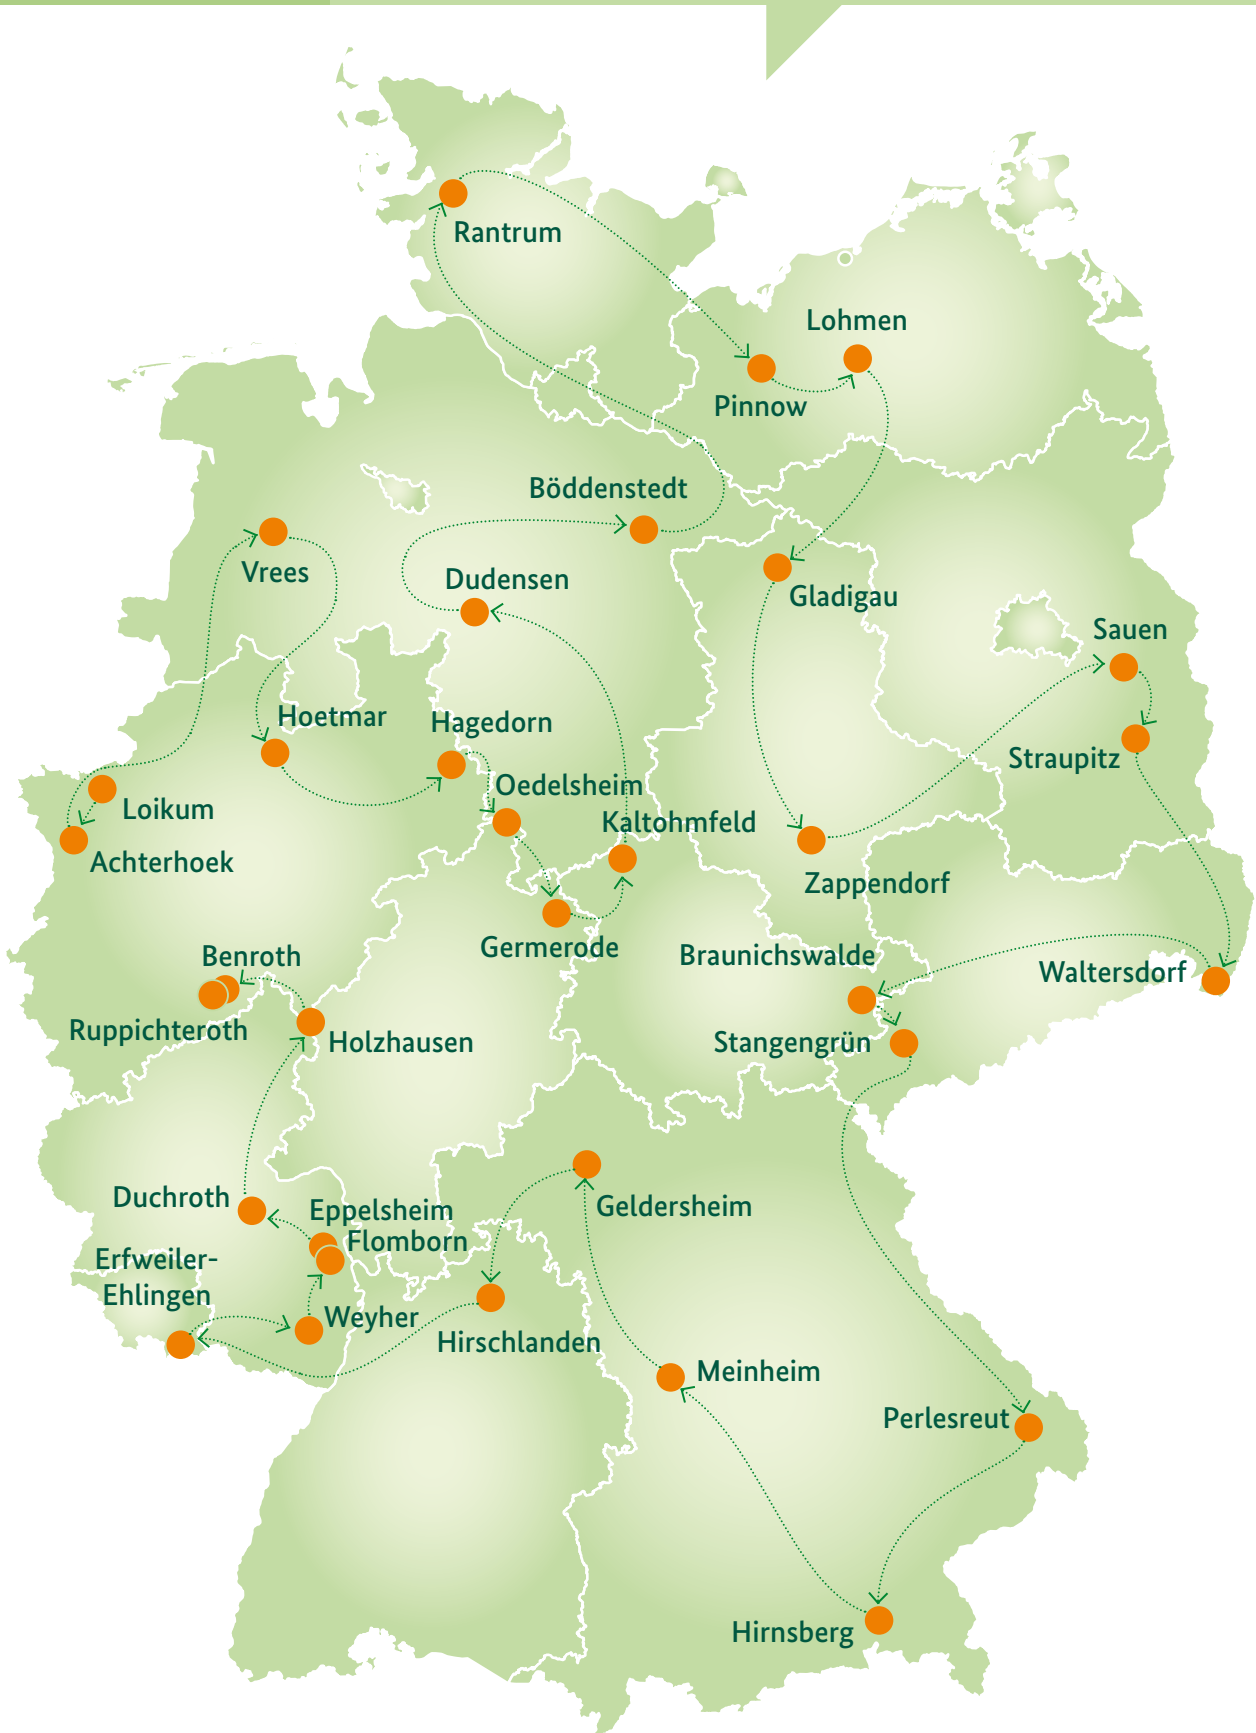 Rantrum
Lohmen
Pinnow
Böddenstedt
Vrees
Dudensen
Gladigau
Sauen
Hoetmar
Hagedorn
Straupitz
Oedelsheim
Loikum
Kaltohmfeld
Achterhoek
Zappendorf
Germerode
Benroth
Braunichswalde
Waltersdorf
Ruppichteroth
Holzhausen
Stangengrün
Duchroth
Eppelsheim
Geldersheim
Flomborn
Erfweiler-
Ehlingen
Weyher
Hirschlanden
Meinheim
Perlesreut
Hirnsberg